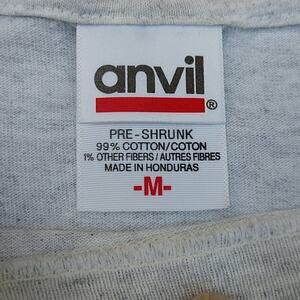 anvil
®
PRE-SHRUNK
99% COTTON/COTON
1% OTHER FIBERS/AUTRES FIBRES
MADE IN HONDURAS
-M-